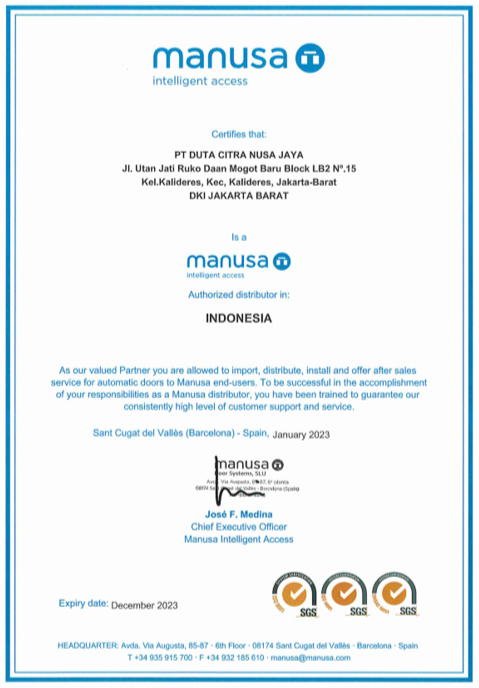 manusa
intelligent access
Certifies that:
PT DUTA CITRA NUSA JAYA
Jl. Utan Jati Ruko Daan Mogot Baru Block LB2 Nº.15
Kel.Kalideres, Kec, Kalideres, Jakarta-Barat
DKI JAKARTA BARAT
Is a
manusa
intelligent access
Authorized distributor in:
INDONESIA
As our valued Partner you are allowed to import, distribute, install and offer after sales
service for automatic doors to Manusa end-users. To be successful in the accomplishment
of your responsibilities as a Manusa distributor, you have been trained to guarantee our
consistently high level of customer support and service.
Sant Cugat del Vallès (Barcelona) - Spain, January 2023
manusa
Door Systems, SLU
Avda. Via Augusta, 85-87, 6ª planta
08174 Sant Cugat del Vallès - Barcelona (Spain)
José F. Medina
Chief Executive Officer
Manusa Intelligent Access
Expiry date: December 2023
SGS SGS SGS
HEADQUARTER: Avda. Via Augusta, 85-87 · 6th Floor · 08174 Sant Cugat del Vallès · Barcelona · Spain
T +34 935 915 700 · F +34 932 185 610 · manusa@manusa.com